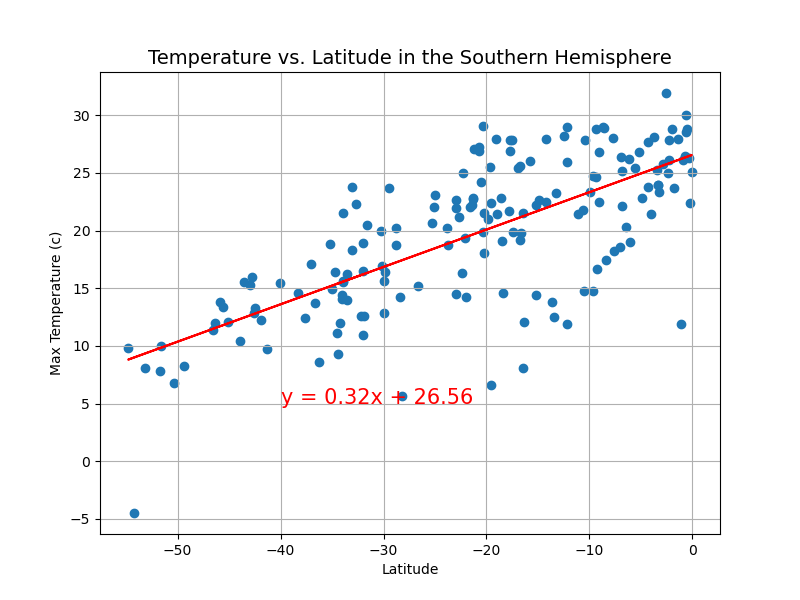 Temperature vs. Latitude in the Southern Hemisphere
Max Temperature (c)
30
25
20
15
10
5
0
−5
y = 0.32x + 26.56
−50 −40 −30 −20 −10 0
Latitude